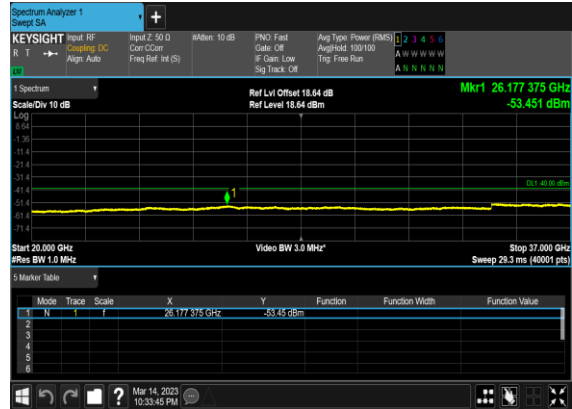 Spectrum Analyzer 1
Swept SA
+
KEYSIGHT
R T
Input: RF
Coupling: DC
Align: Auto
Input Z: 50 Ω
Corr CCorr
Freq Ref: Int (S)
#Atten: 10 dB
PNO: Fast
Gate: Off
IF Gain: Low
Sig Track: Off
Avg Type: Power (RMS)
Avg|Hold: 100/100
Trig: Free Run
1 2 3 4 5 6
A W W W W W
A N N N N N
1 Spectrum
Scale/Div 10 dB
Ref Lvl Offset 18.64 dB
Ref Level 18.64 dBm
Mkr1 26.177 375 GHz
-53.451 dBm
Log
8.64
-1.36
-11.4
-21.4
-31.4
-41.4
-51.4
-61.4
-71.4
DL1 -40.00 dBm
1
Start 20.000 GHz
#Res BW 1.0 MHz
Video BW 3.0 MHz*
Stop 37.000 GHz
Sweep 29.3 ms (40001 pts)
5 Marker Table
Mode Trace Scale X Y Function Function Width Function Value
1 N 1 f 26.177 375 GHz -53.45 dBm
2
3
4
5
6
?
Mar 14, 2023
10:33:45 PM